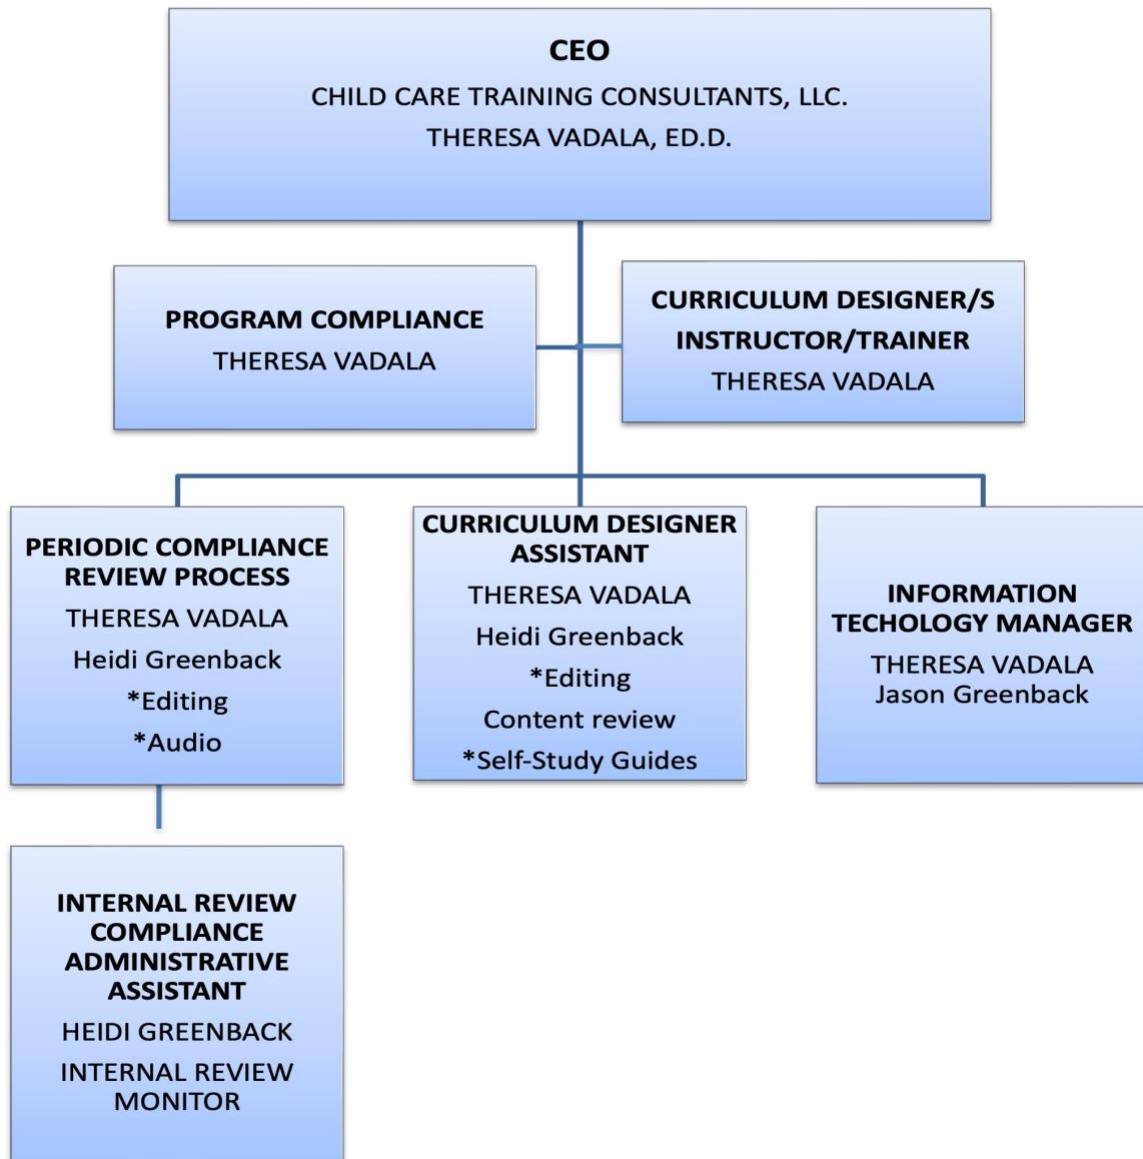 CEO
CHILD CARE TRAINING CONSULTANTS, LLC.
THERESA VADALA, ED.D.
PROGRAM COMPLIANCE
THERESA VADALA
CURRICULUM DESIGNER/S
INSTRUCTOR/TRAINER
THERESA VADALA
PERIODIC COMPLIANCE
REVIEW PROCESS
THERESA VADALA
Heidi Greenback
*Editing
*Audio
CURRICULUM DESIGNER
ASSISTANT
THERESA VADALA
Heidi Greenback
*Editing
Content review
*Self-Study Guides
INFORMATION
TECHOLOGY MANAGER
THERESA VADALA
Jason Greenback
INTERNAL REVIEW
COMPLIANCE
ADMINISTRATIVE
ASSISTANT
HEIDI GREENBACK
INTERNAL REVIEW
MONITOR